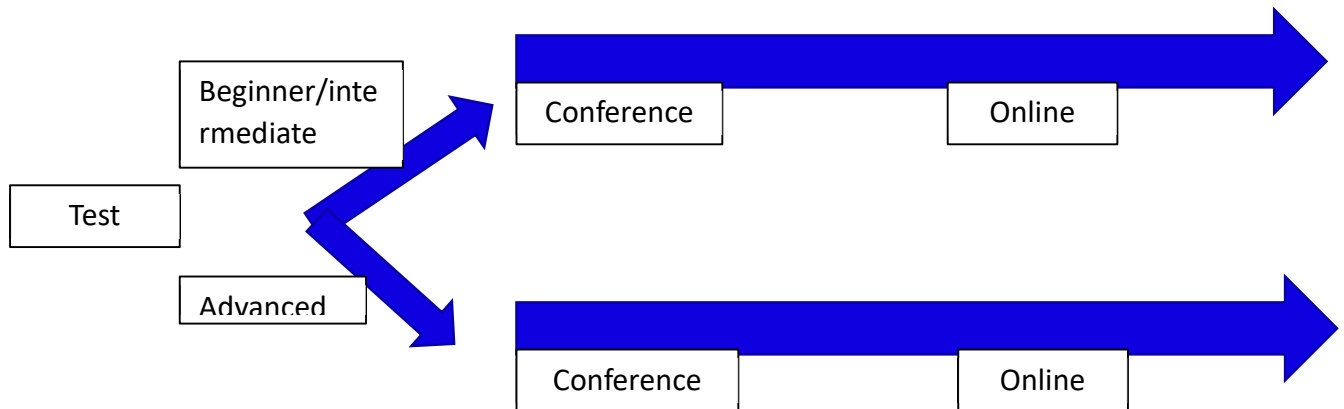 Beginner/inte
rmediate
Conference
Online
Test
Advanced
Conference
Online